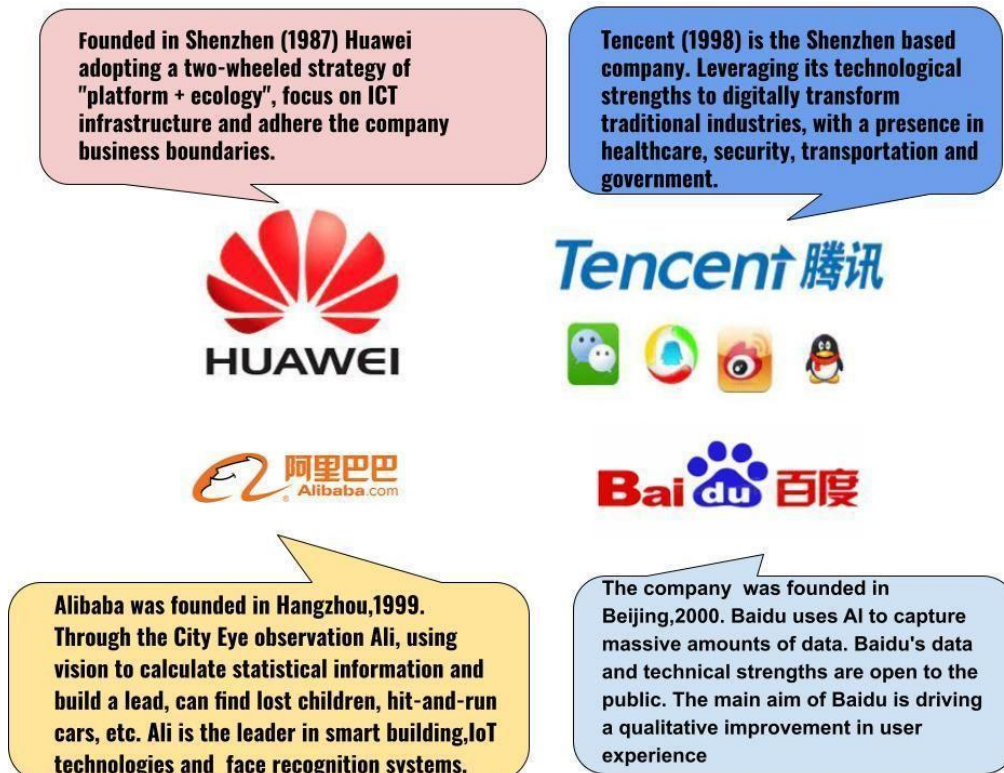 Founded in Shenzhen (1987) Huawei
adopting a two-wheeled strategy of
"platform + ecology", focus on ICT
infrastructure and adhere the company
business boundaries.
Tencent (1998) is the Shenzhen based
company. Leveraging its technological
strengths to digitally transform
traditional industries, with a presence in
healthcare, security, transportation and
government.
HUAWEI
Tencent 腾讯
阿里巴巴
Alibaba.com
Bai du 百度
Alibaba was founded in Hangzhou,1999.
Through the City Eye observation Ali, using
vision to calculate statistical information and
build a lead, can find lost children, hit-and-run
cars, etc. Ali is the leader in smart building,IoT
technologies and face recognition systems.
The company was founded in
Beijing,2000. Baidu uses AI to capture
massive amounts of data. Baidu's data
and technical strengths are open to the
public. The main aim of Baidu is driving
a qualitative improvement in user
experience